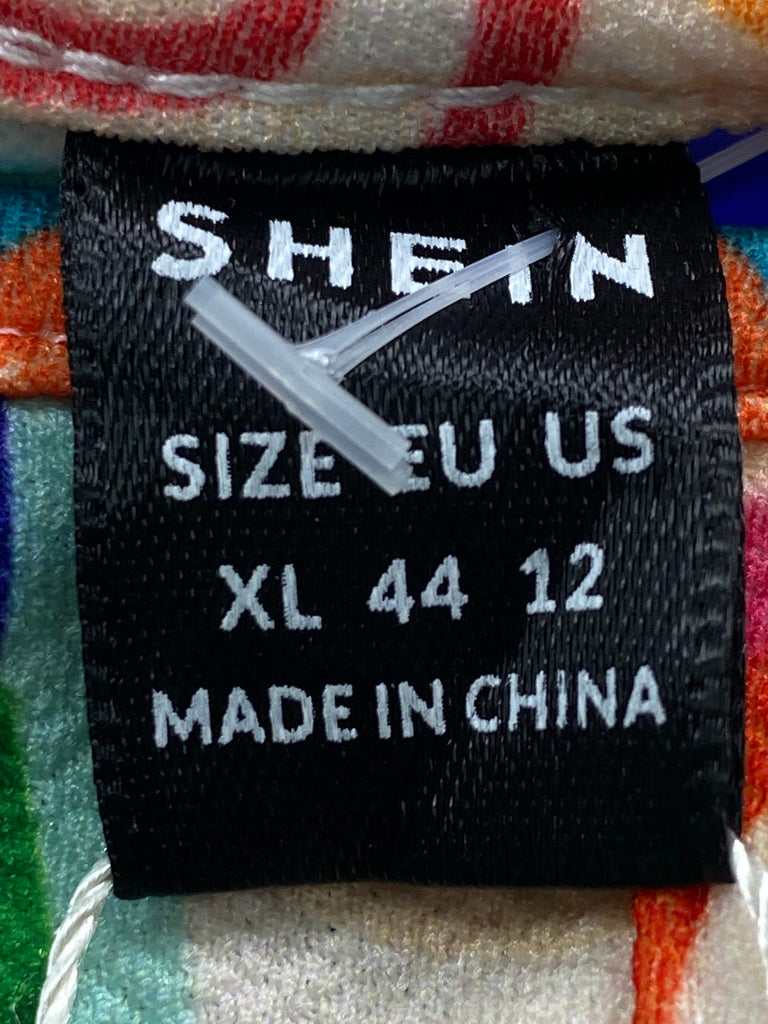 SHEIN
SIZE EU US
XL 44 12
MADE IN CHINA